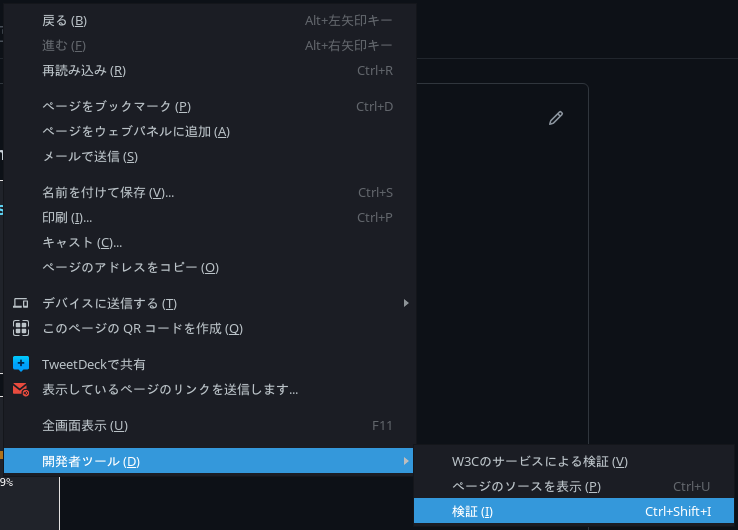 戻る (B) Alt+左矢印キー
進む (F) Alt+右矢印キー
再読み込み (R) Ctrl+R
ページをブックマーク (P) Ctrl+D
ページをウェブパネルに追加 (A)
メールで送信 (S)
名前を付けて保存 (V)... Ctrl+S
印刷 (I)... Ctrl+P
キャスト (C)...
ページのアドレスをコピー (O)
デバイスに送信する (T)
このページの QR コードを作成 (Q)
TweetDeckで共有
表示しているページのリンクを送信します...
全画面表示 (U) F11
開発者ツール (D)
W3Cのサービスによる検証 (V)
ページのソースを表示 (P) Ctrl+U
検証 (I) Ctrl+Shift+I
9%